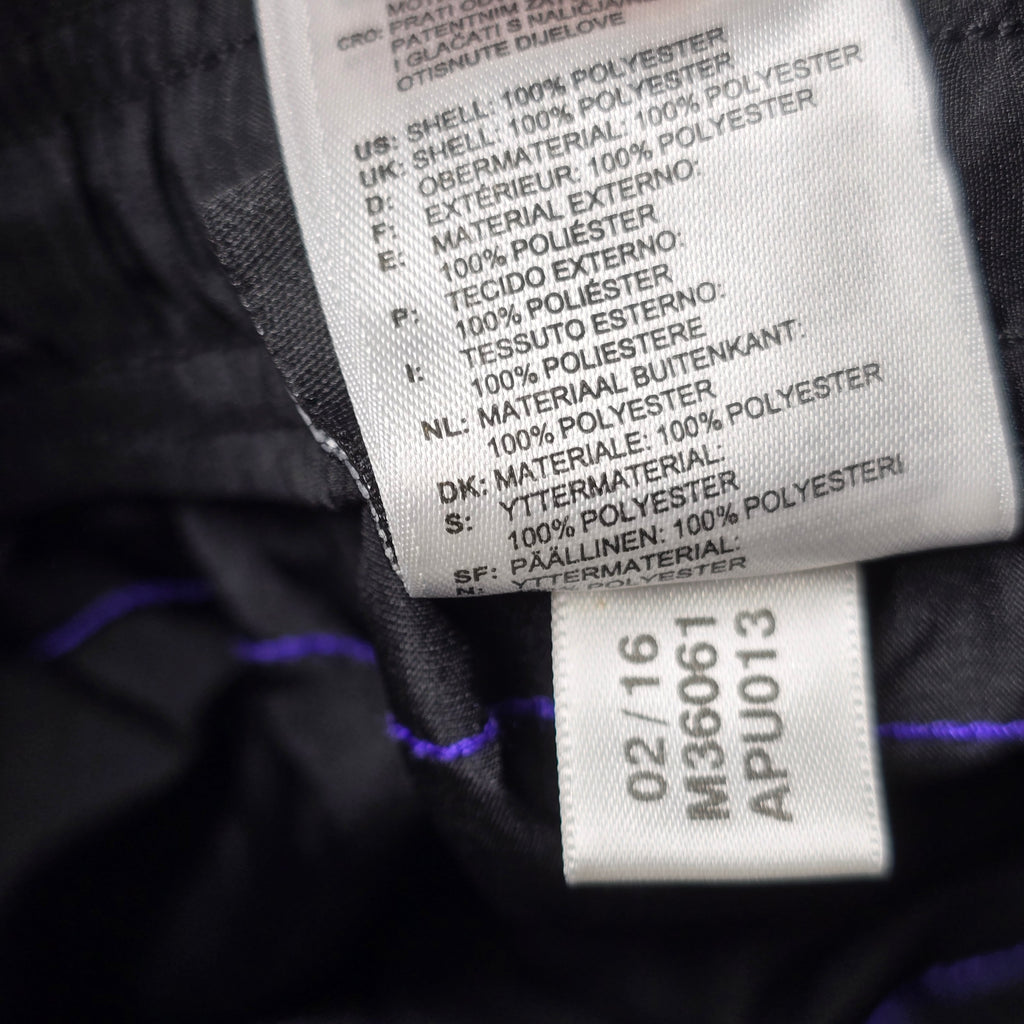 PRATI OD
CRO: PATENTNIM ZA
I GLAČATI S NALIČJA
OTISNUTE DIJELOVE
US: SHELL: 100% POLYESTER
UK: SHELL: 100% POLYESTER
D: OBERMATERIAL: 100% POLYESTER
F: EXTÉRIEUR: 100% POLYESTER
E: MATERIAL EXTERNO:
100% POLIÉSTER
P: TECIDO EXTERNO:
100% POLIÉSTER
I: TESSUTO ESTERNO:
100% POLIESTERE
NL: MATERIAAL BUITENKANT:
100% POLYESTER
DK: MATERIALE: 100% POLYESTER
S: YTTERMATERIAL:
100% POLYESTER
SF: PÄÄLLINEN: 100% POLYESTERI
N: YTTERMATERIAL:
POLYESTER
02/16
M36061
APU013